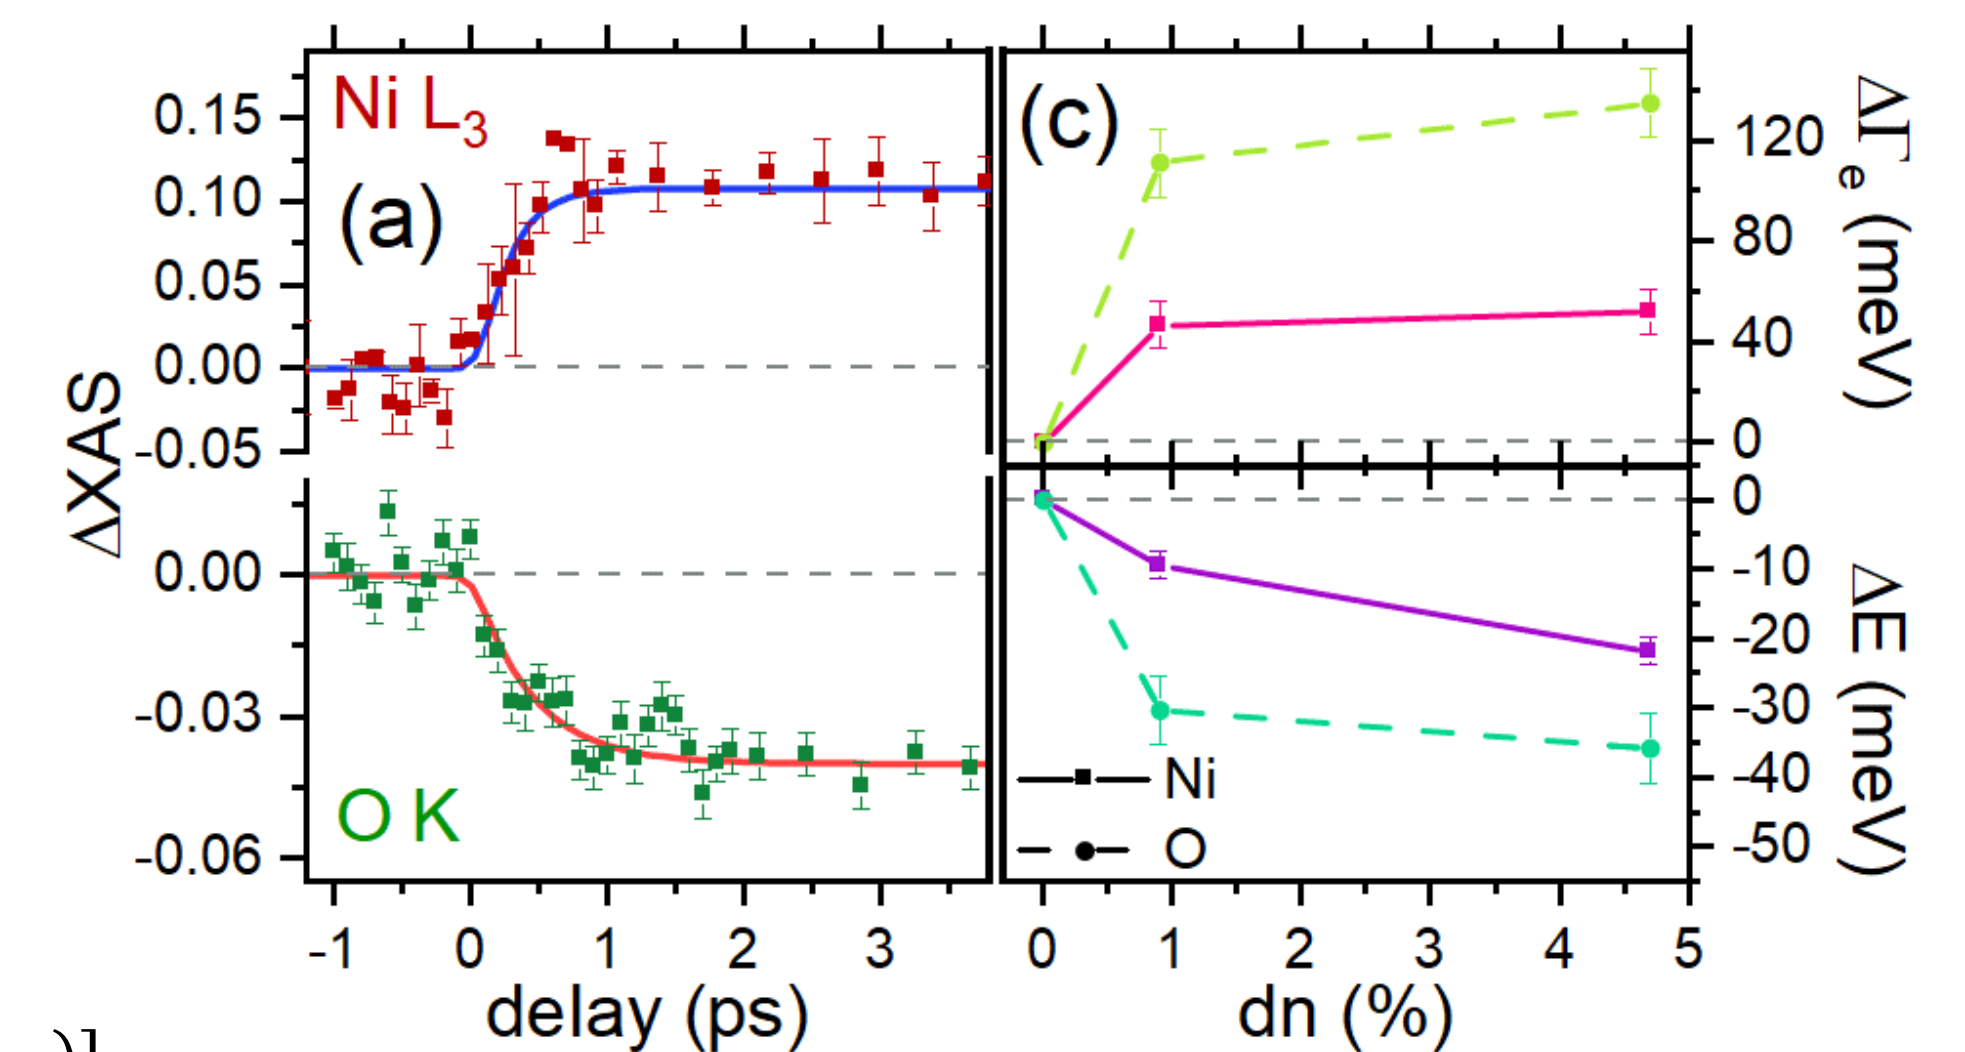 Ni L3
(a)
0.15
0.10
0.05
0.00
-0.05
ΔXAS
0.00
-0.03
-0.06
O K
-1 0 1 2 3
delay (ps)
(c)
120
80
40
0
ΔΓe (meV)
0
-10
-20
-30
-40
-50
ΔE (meV)
Ni
O
0 1 2 3 4 5
dn (%)
)]